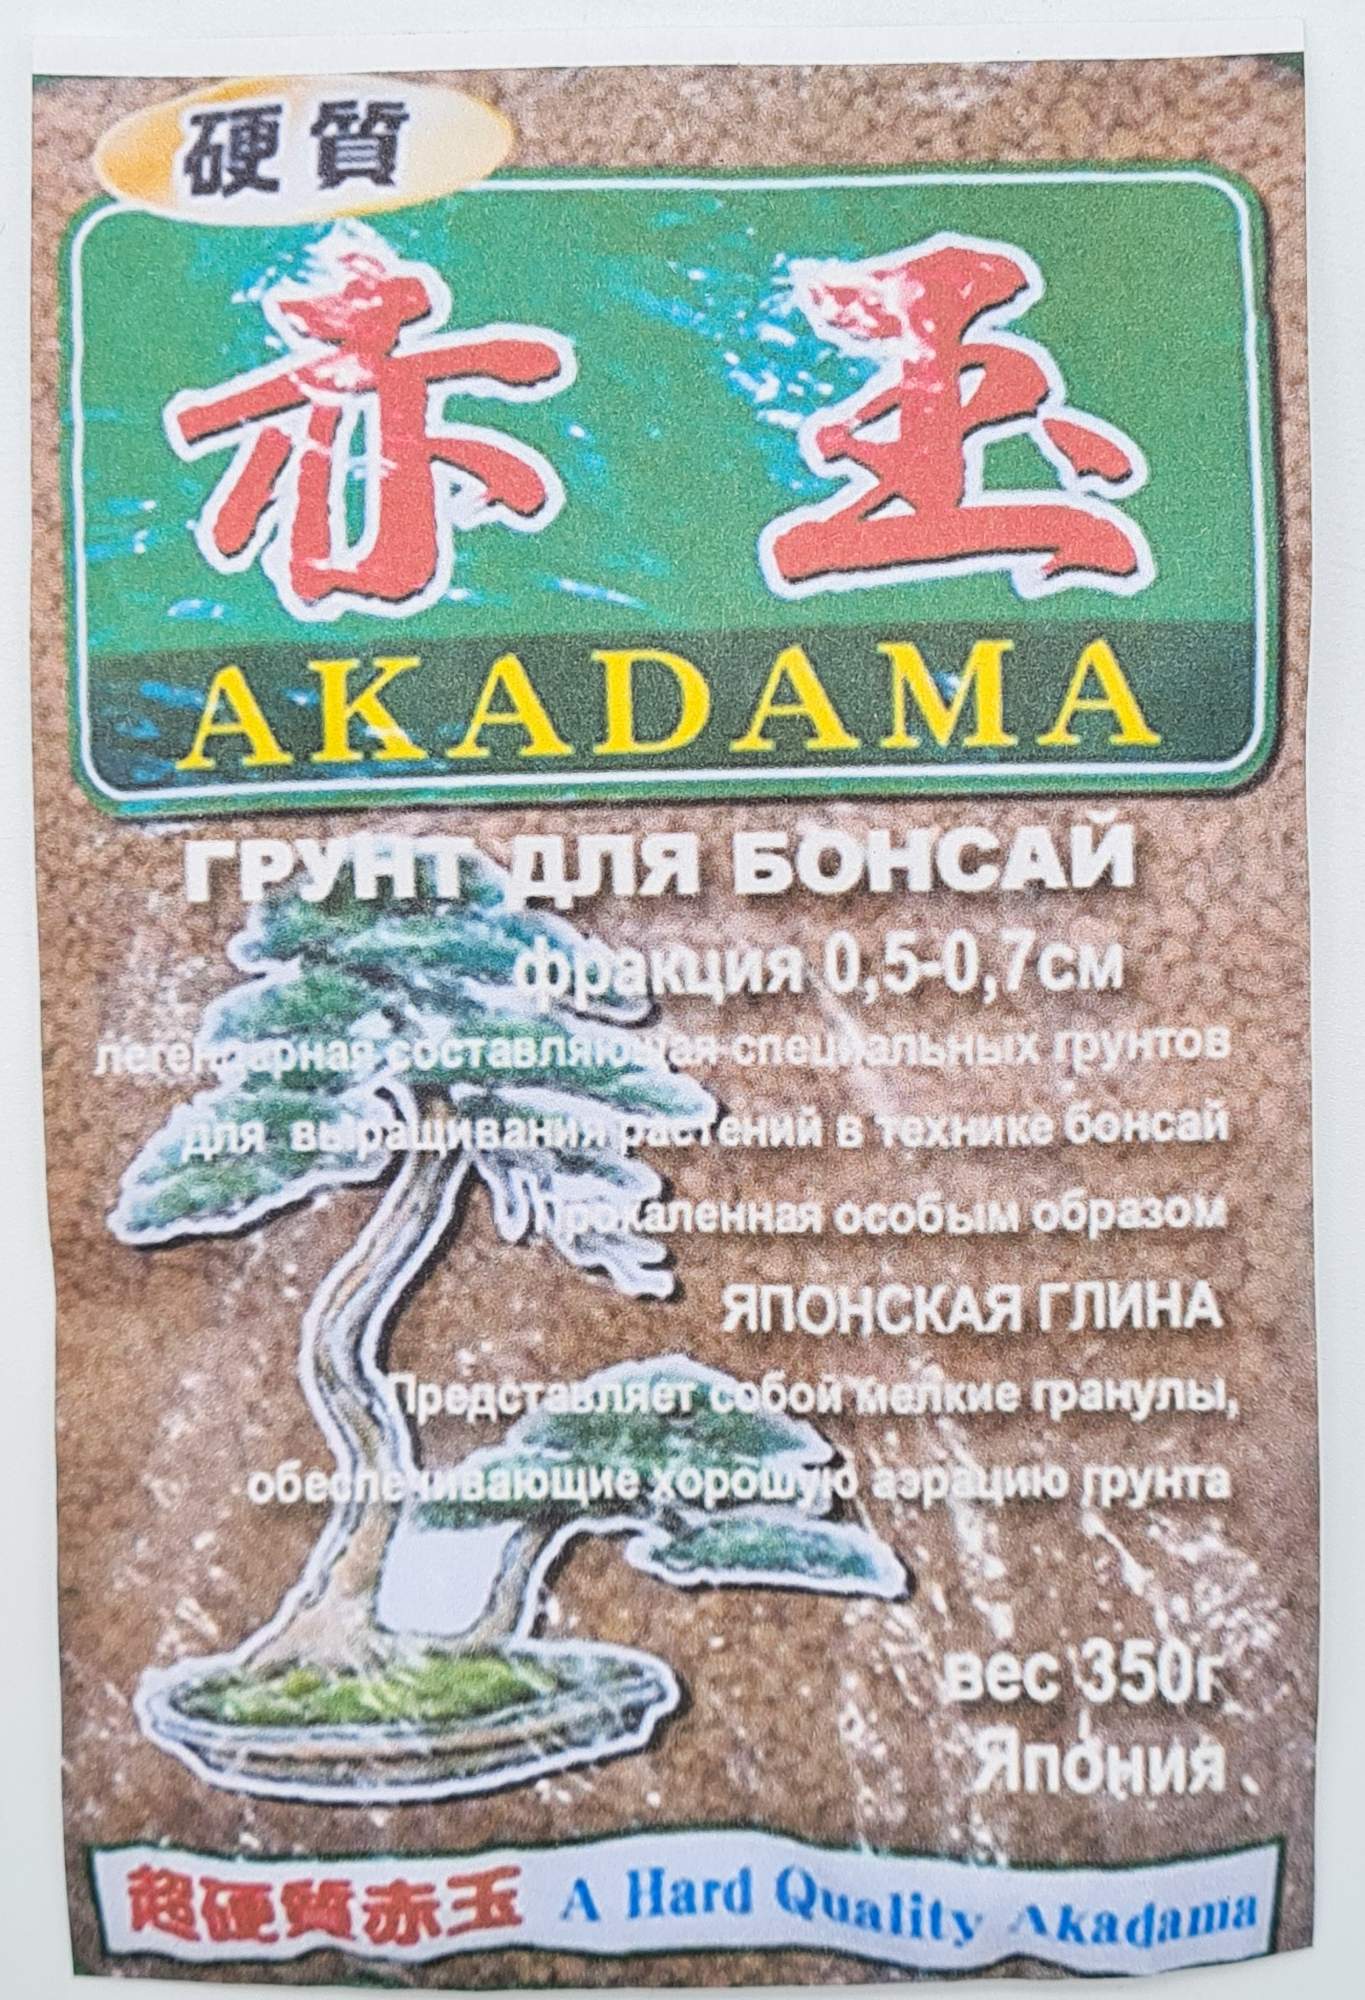 硬質
赤玉
AKADAMA
ГРУНТ ДЛЯ БОНСАЙ
фракция 0,5-0,7см
легендарная составляющая специальных грунтов
для выращивания растений в технике бонсай
Прокаленная особым образом
ЯПОНСКАЯ ГЛИНА
Представляет собой мелкие гранулы,
обеспечивающие хорошую аэрацию грунта
вес 350г
Япония
超硬質赤玉 A Hard Quality Akadama